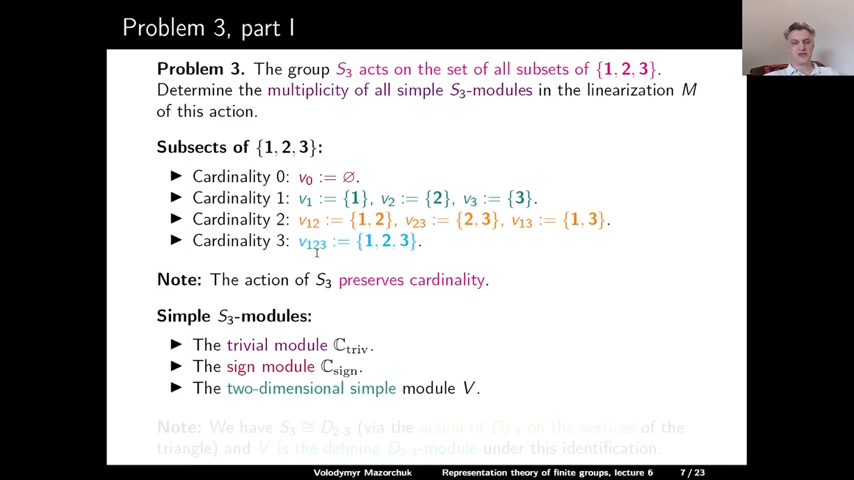 Problem 3, part I
Problem 3. The group S₃ acts on the set of all subsets of {1, 2, 3}.
Determine the multiplicity of all simple S₃-modules in the linearization M
of this action.
Subsects of {1, 2, 3}:
▶ Cardinality 0: v₀ := ∅.
▶ Cardinality 1: v₁ := {1}, v₂ := {2}, v₃ := {3}.
▶ Cardinality 2: v₁₂ := {1, 2}, v₂₃ := {2, 3}, v₁₃ := {1, 3}.
▶ Cardinality 3: v₁₂₃ := {1, 2, 3}.
Note: The action of S₃ preserves cardinality.
Simple S₃-modules:
▶ The trivial module ℂtriv.
▶ The sign module ℂsign.
▶ The two-dimensional simple module V.
Note: We have S₃ ≅ D₂.₃ (via the action of D₂.₃ on the vertices of the
triangle) and V is the defining D₂.₃-module under this identification.
Volodymyr Mazorchuk Representation theory of finite groups, lecture 6 7 / 23